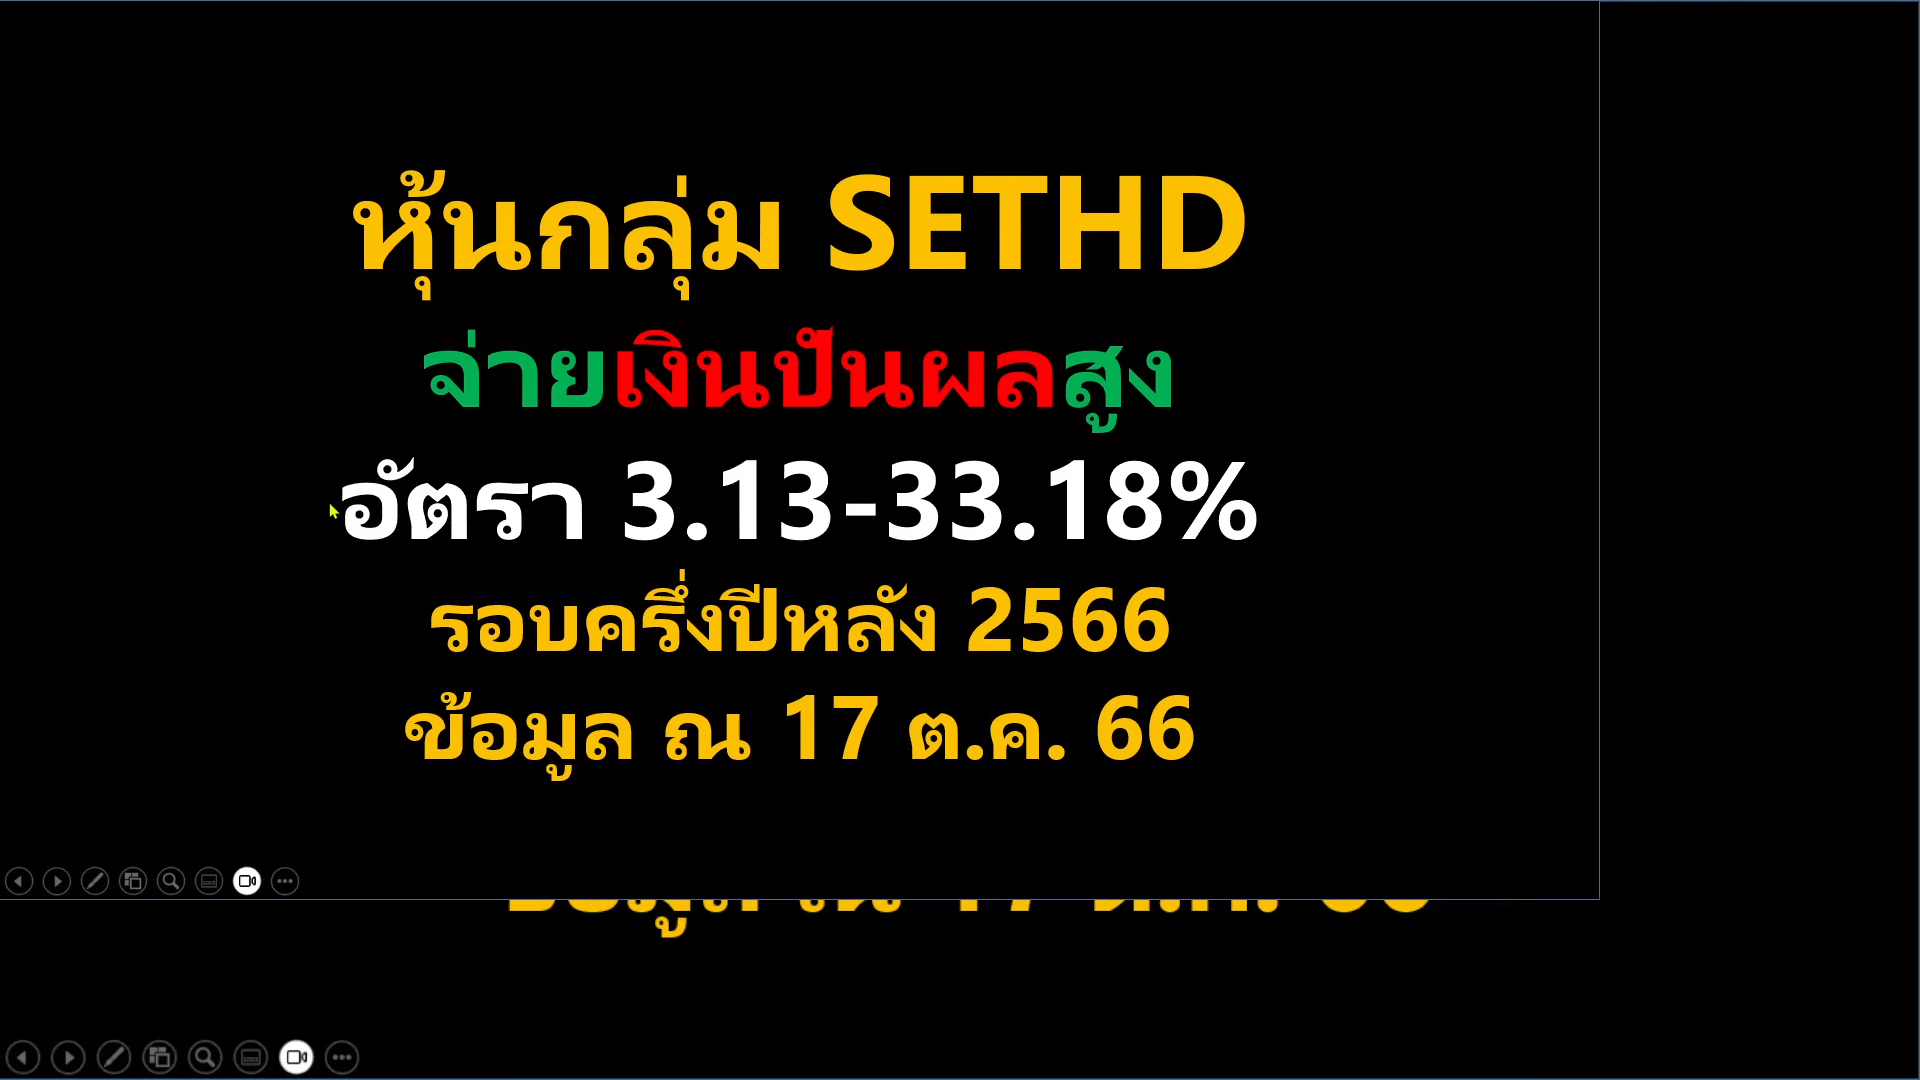 หุ้นกลุ่ม SETHD
จ่ายเงินปันผลสูง
อัตรา 3.13-33.18%
รอบครึ่งปีหลัง 2566
ข้อมูล ณ 17 ต.ค. 66